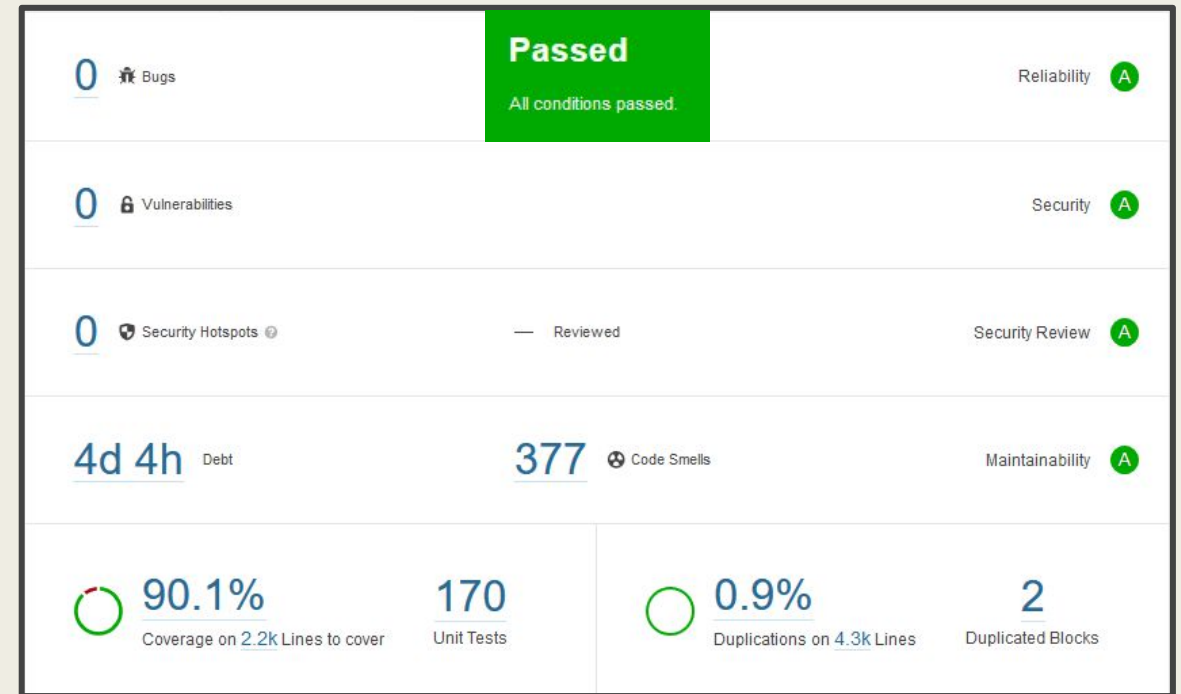 Passed
All conditions passed.
0 Bugs
Reliability A
0 Vulnerabilities
Security A
0 Security Hotspots ?
— Reviewed
Security Review A
4d 4h Debt
377 Code Smells
Maintainability A
90.1%
Coverage on 2.2k Lines to cover
170
Unit Tests
0.9%
Duplications on 4.3k Lines
2
Duplicated Blocks